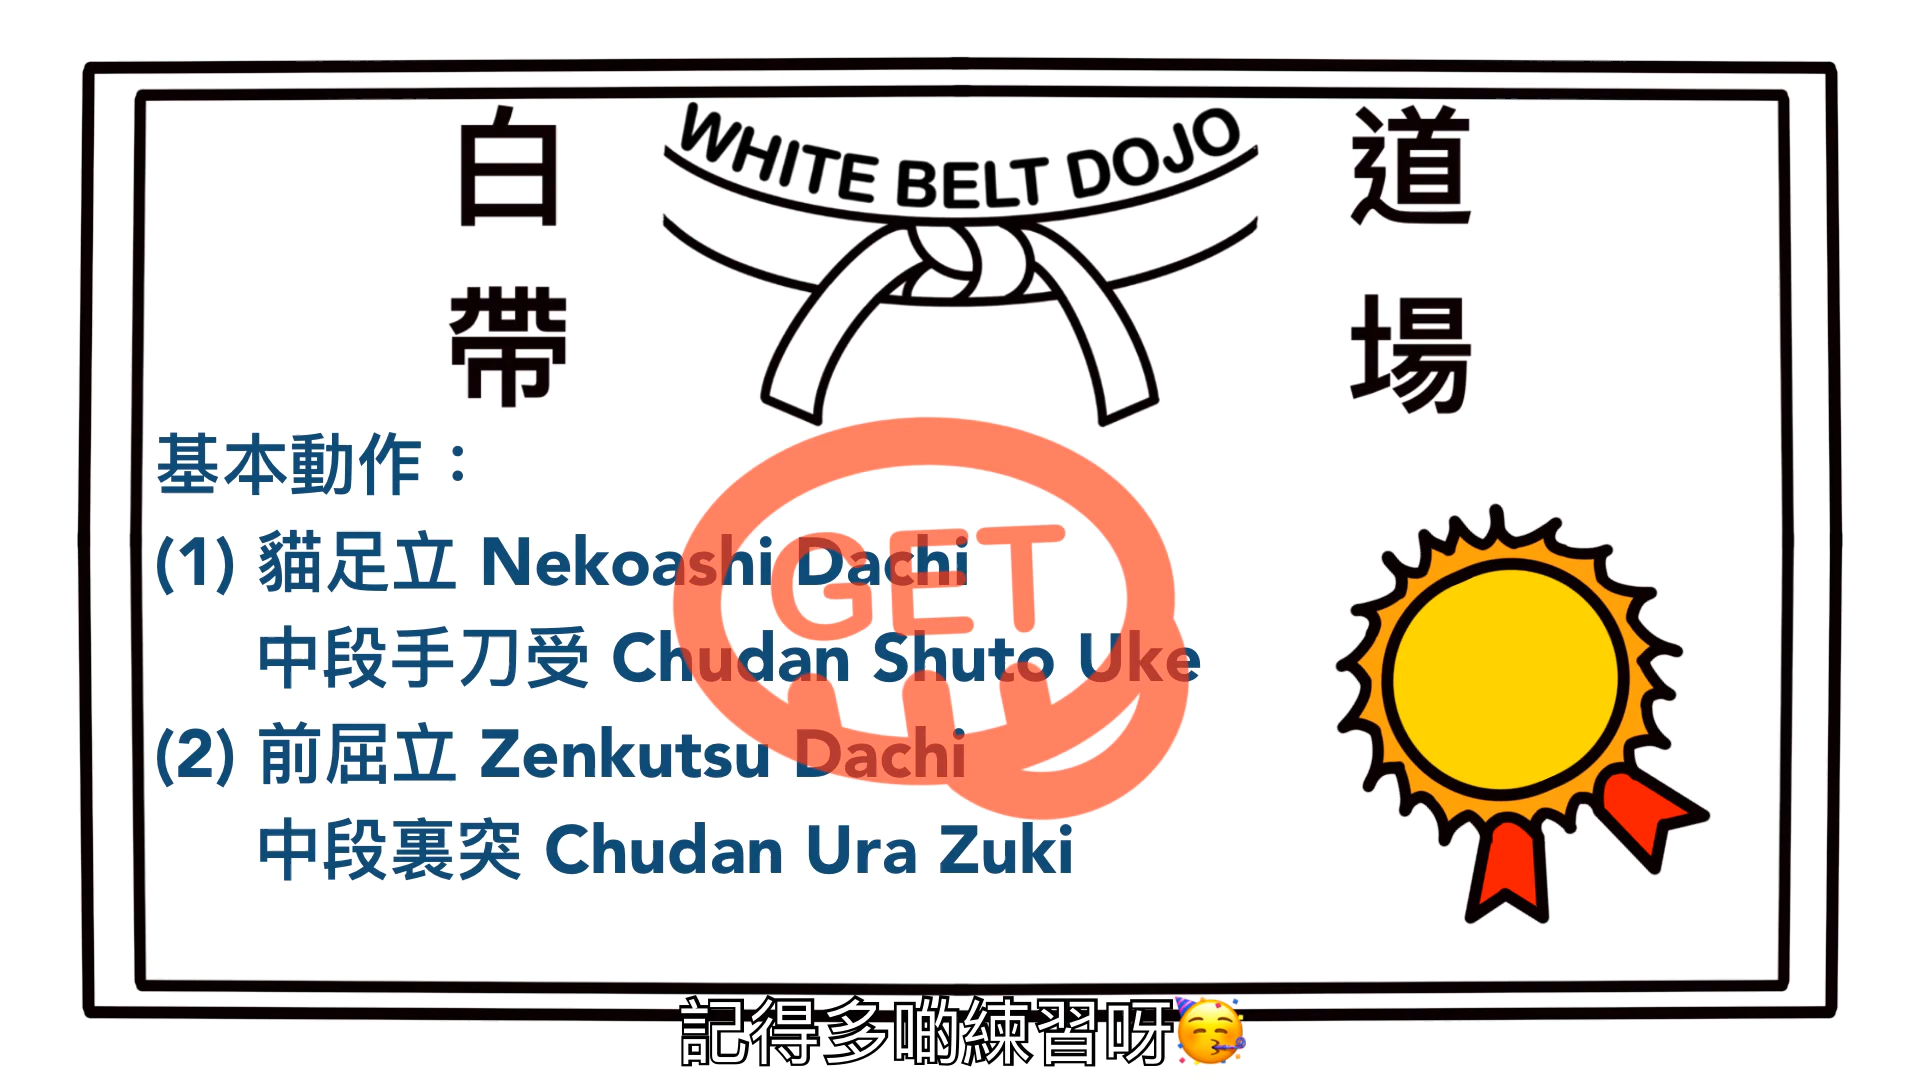 白帶
WHITE BELT DOJO
道場
基本動作：
(1) 貓足立 Nekoashi Dachi
中段手刀受 Chudan Shuto Uke
(2) 前屈立 Zenkutsu Dachi
中段裏突 Chudan Ura Zuki
GET
記得多啲練習呀🥳